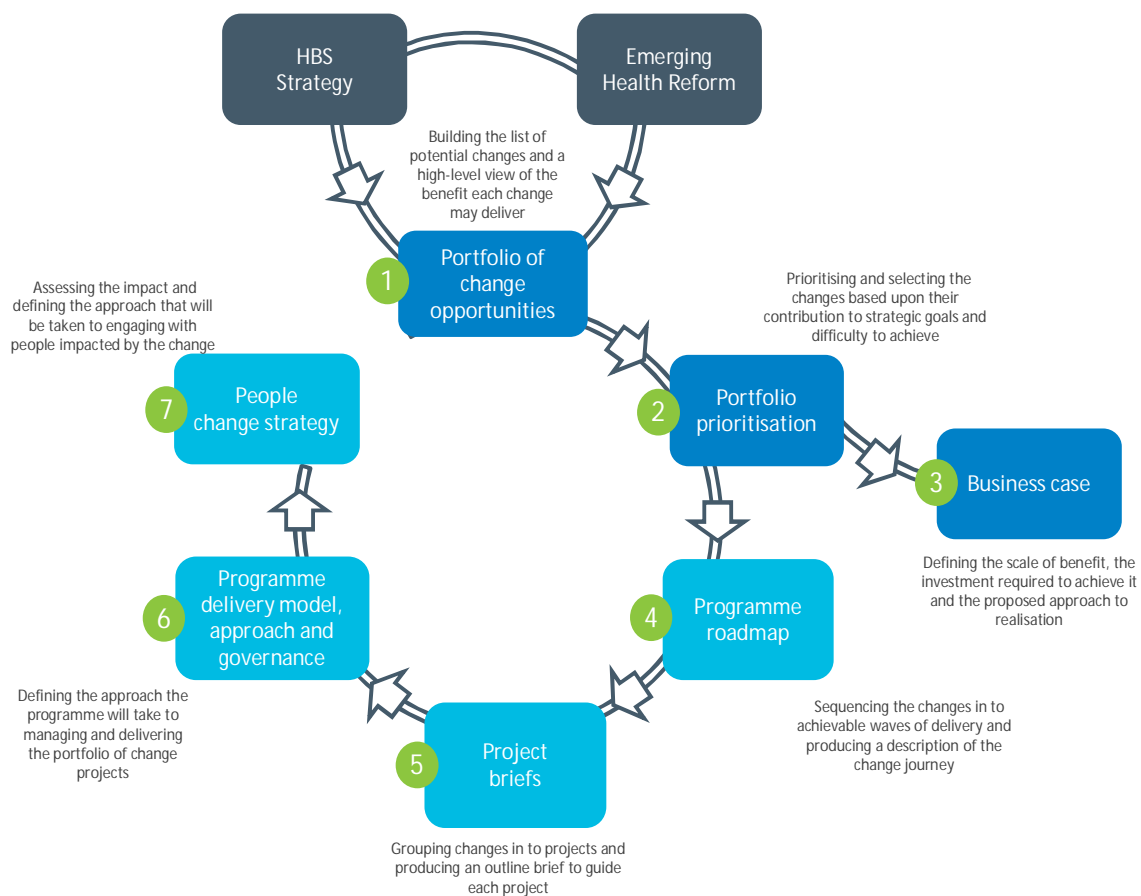 HBS
Strategy
Emerging
Health Reform
Building the list of
potential changes and a
high-level view of the
benefit each change
may deliver
1
Portfolio of
change
opportunities
Prioritising and selecting the
changes based upon their
contribution to strategic goals and
difficulty to achieve
2
Portfolio
prioritisation
3
Business case
Defining the scale of benefit, the
investment required to achieve it
and the proposed approach to
realisation
4
Programme
roadmap
Sequencing the changes in to
achievable waves of delivery and
producing a description of the
change journey
5
Project
briefs
Grouping changes in to projects and
producing an outline brief to guide
each project
6
Programme
delivery model,
approach and
governance
Defining the approach the
programme will take to
managing and delivering
the portfolio of change
projects
7
People
change strategy
Assessing the impact and
defining the approach that will
be taken to engaging with
people impacted by the change